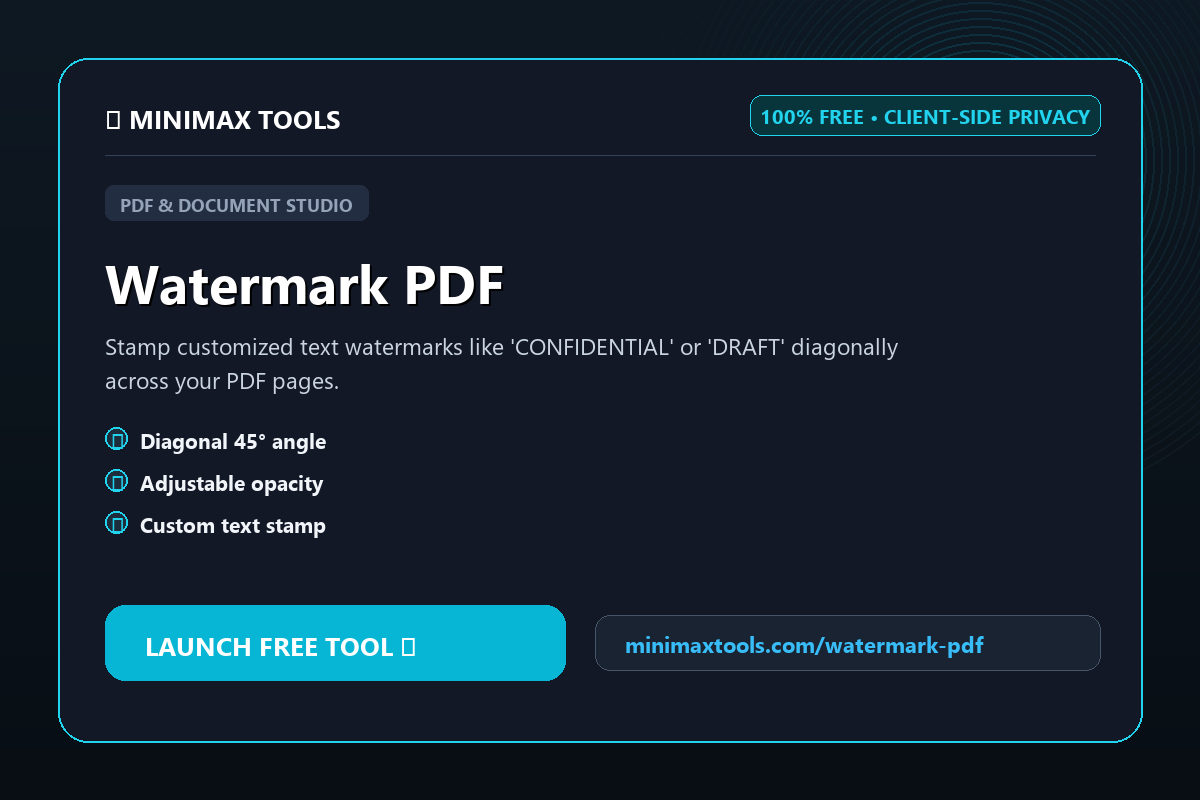 MINIMAX TOOLS
100% FREE • CLIENT-SIDE PRIVACY
PDF & DOCUMENT STUDIO
Watermark PDF
Stamp customized text watermarks like 'CONFIDENTIAL' or 'DRAFT' diagonally
across your PDF pages.
Diagonal 45° angle
Adjustable opacity
Custom text stamp
LAUNCH FREE TOOL
minimaxtools.com/watermark-pdf